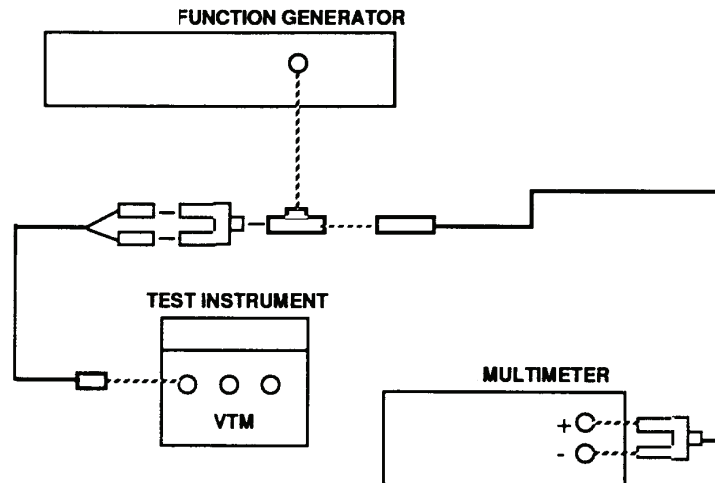 FUNCTION GENERATOR
TEST INSTRUMENT
VTM
MULTIMETER
+
-